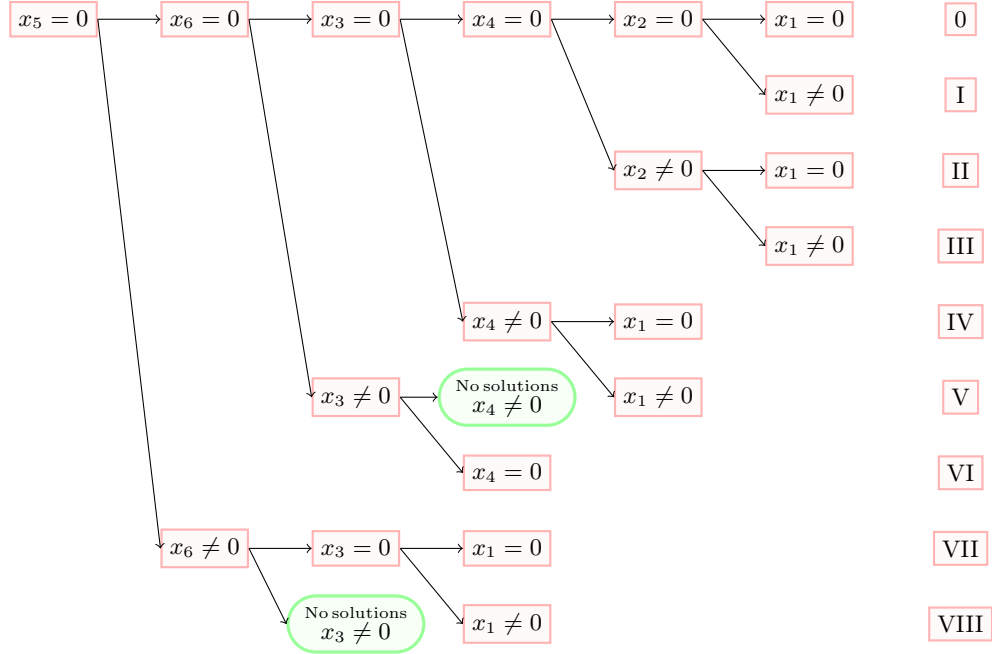 x₅ = 0 x₆ = 0 x₃ = 0 x₄ = 0 x₂ = 0 x₁ = 0 0
x₁ ≠ 0 I
x₂ ≠ 0 x₁ = 0 II
x₁ ≠ 0 III
x₄ ≠ 0 x₁ = 0 IV
x₃ ≠ 0 No solutions x₁ ≠ 0 V
x₄ ≠ 0
x₄ = 0 VI
x₆ ≠ 0 x₃ = 0 x₁ = 0 VII
No solutions x₁ ≠ 0 VIII
x₃ ≠ 0